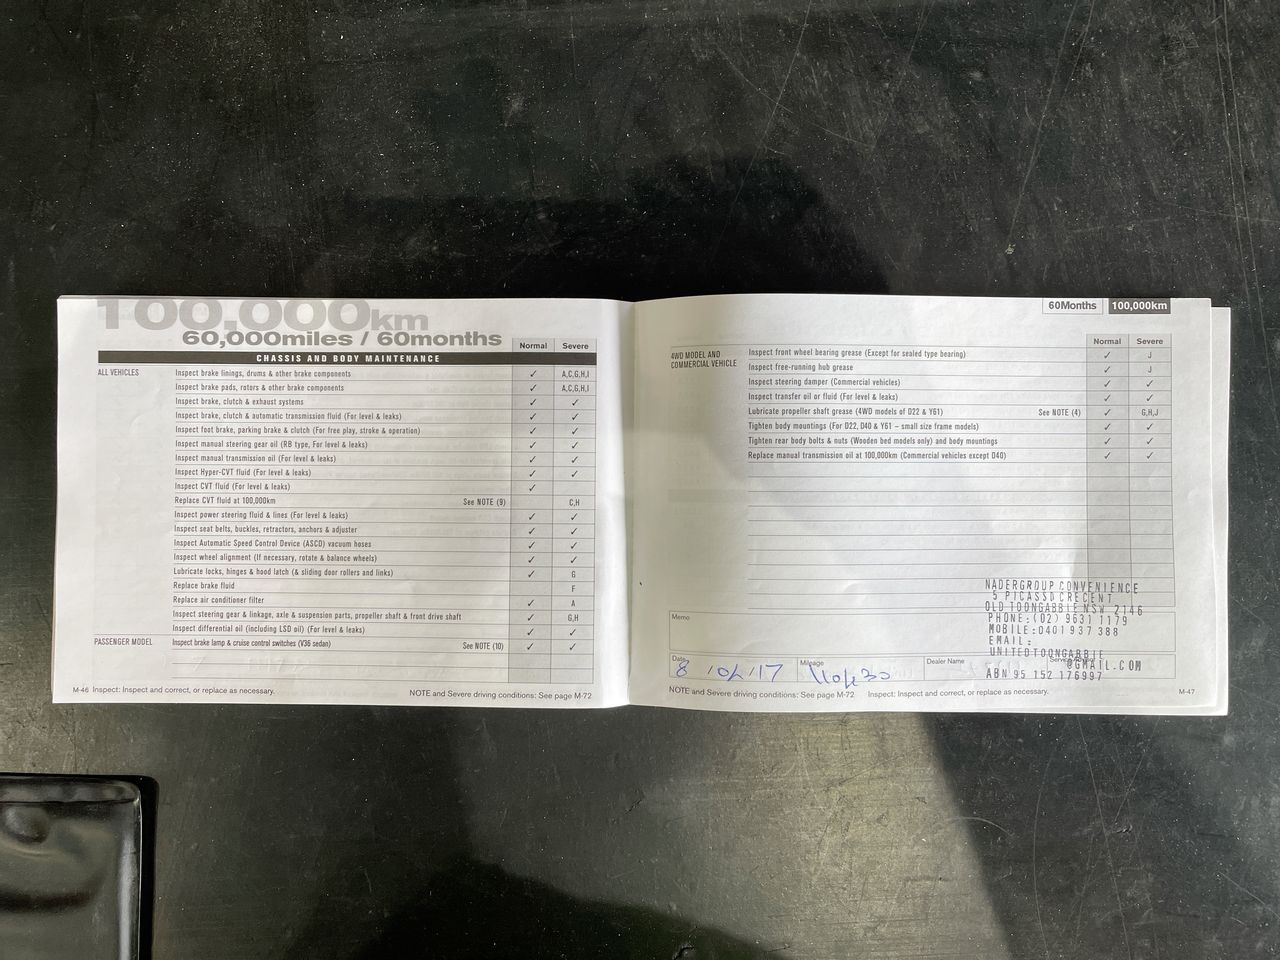 100,000km
60,000miles / 60months
Normal Severe
CHASSIS AND BODY MAINTENANCE
ALL VEHICLES Inspect brake linings, drums & other brake components ✓ A,C,G,H,I
Inspect brake pads, rotors & other brake components ✓ A,C,G,H,I
Inspect brake, clutch & exhaust systems ✓ ✓
Inspect brake, clutch & automatic transmission fluid (For level & leaks) ✓ ✓
Inspect foot brake, parking brake & clutch (For free play, stroke & operation) ✓ ✓
Inspect manual steering gear oil (RB type, For level & leaks) ✓ ✓
Inspect manual transmission oil (For level & leaks) ✓ ✓
Inspect Hyper-CVT fluid (For level & leaks) ✓ ✓
Inspect CVT fluid (For level & leaks) ✓
Replace CVT fluid at 100,000km See NOTE (9) C,H
Inspect power steering fluid & lines (For level & leaks) ✓ ✓
Inspect seat belts, buckles, retractors, anchors & adjuster ✓ ✓
Inspect Automatic Speed Control Device (ASCD) vacuum hoses ✓ ✓
Inspect wheel alignment (If necessary, rotate & balance wheels) ✓ ✓
Lubricate locks, hinges & hood latch (& sliding door rollers and links) ✓ G
Replace brake fluid F
Replace air conditioner filter ✓ A
Inspect steering gear & linkage, axle & suspension parts, propeller shaft & front drive shaft ✓ G,H
Inspect differential oil (including LSD oil) (For level & leaks) ✓ ✓
PASSENGER MODEL Inspect brake lamp & cruise control switches (V36 sedan) See NOTE (10) ✓ ✓
M-46 Inspect: Inspect and correct, or replace as necessary. NOTE and Severe driving conditions: See page M-72
60Months 100,000km
Normal Severe
4WD MODEL AND COMMERCIAL VEHICLE
Inspect front wheel bearing grease (Except for sealed type bearing) ✓ J
Inspect free-running hub grease ✓ J
Inspect steering damper (Commercial vehicles) ✓ ✓
Inspect transfer oil or fluid (For level & leaks) ✓ ✓
Lubricate propeller shaft grease (4WD models of D22 & Y61) See NOTE (4) ✓ G,H,J
Tighten body mountings (For D22, D40 & Y61 – small size frame models) ✓ ✓
Tighten rear body bolts & nuts (Wooden bed models only) and body mountings ✓ ✓
Replace manual transmission oil at 100,000km (Commercial vehicles except D40) ✓ ✓
NADERGROUP CONVENIENCE
5 PICASSO CRECENT
OLD TOONGABBIE NSW 2146
PHONE:(02) 9631 1179
MOBILE:0401 937 388
EMAIL:
UNITEDTOONGABBIE
@GMAIL.COM
ABN 95 152 176997
Memo
Date 8 / /17 Mileage Dealer Name
NOTE and Severe driving conditions: See page M-72 Inspect: Inspect and correct, or replace as necessary. M-47